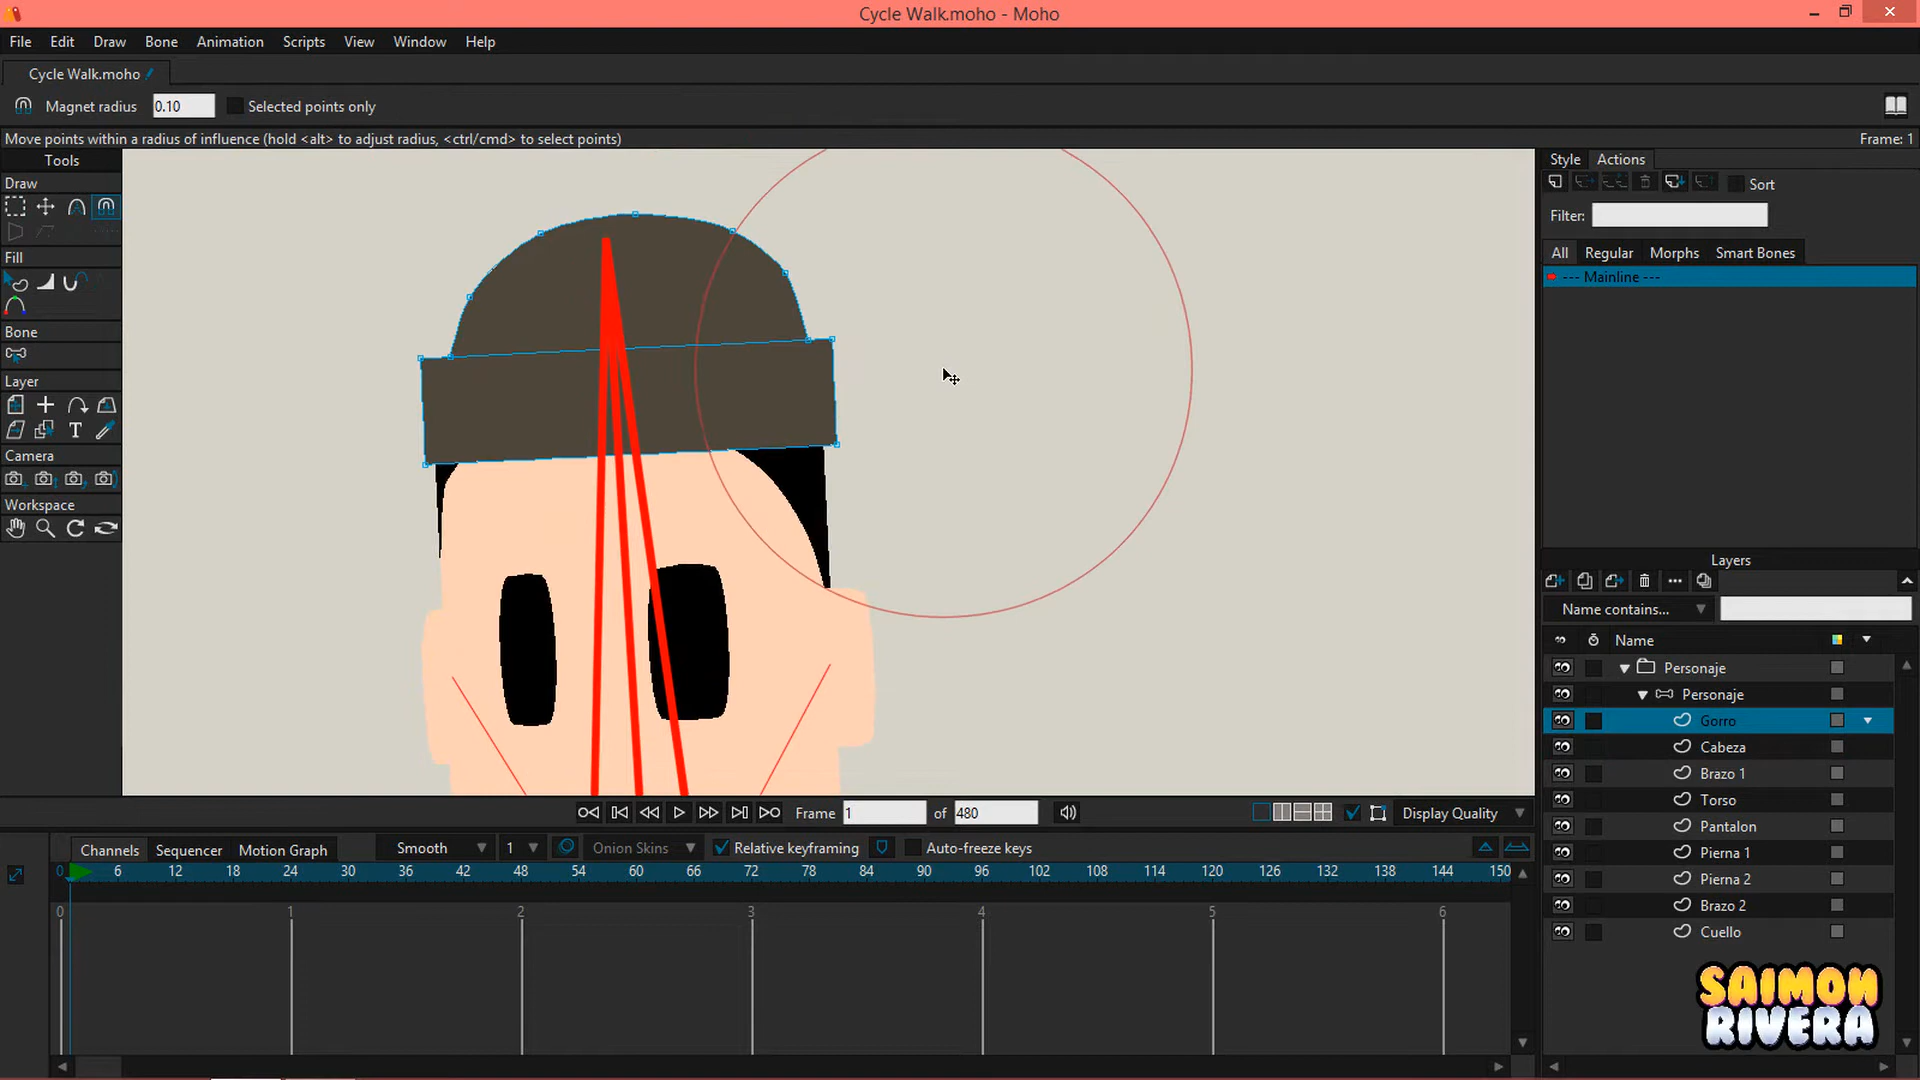 Cycle Walk.moho - Moho
File Edit Draw Bone Animation Scripts View Window Help
Cycle Walk.moho
Magnet radius 0.10 Selected points only
Move points within a radius of influence (hold <alt> to adjust radius, <ctrl/cmd> to select points) Frame: 1
Tools
Draw
Fill
Bone
Layer
T
Camera
Workspace
Style Actions
Sort
Filter:
All Regular Morphs Smart Bones
--- Mainline ---
Layers
Name contains...
Name
Personaje
Personaje
Gorro
Cabeza
Brazo 1
Torso
Pantalon
Pierna 1
Pierna 2
Brazo 2
Cuello
Frame 1 of 480 Display Quality
Channels Sequencer Motion Graph Smooth 1 Onion Skins Relative keyframing Auto-freeze keys
0 6 12 18 24 30 36 42 48 54 60 66 72 78 84 90 96 102 108 114 120 126 132 138 144 150
0 1 2 3 4 5 6
SAIMON
RIVERA